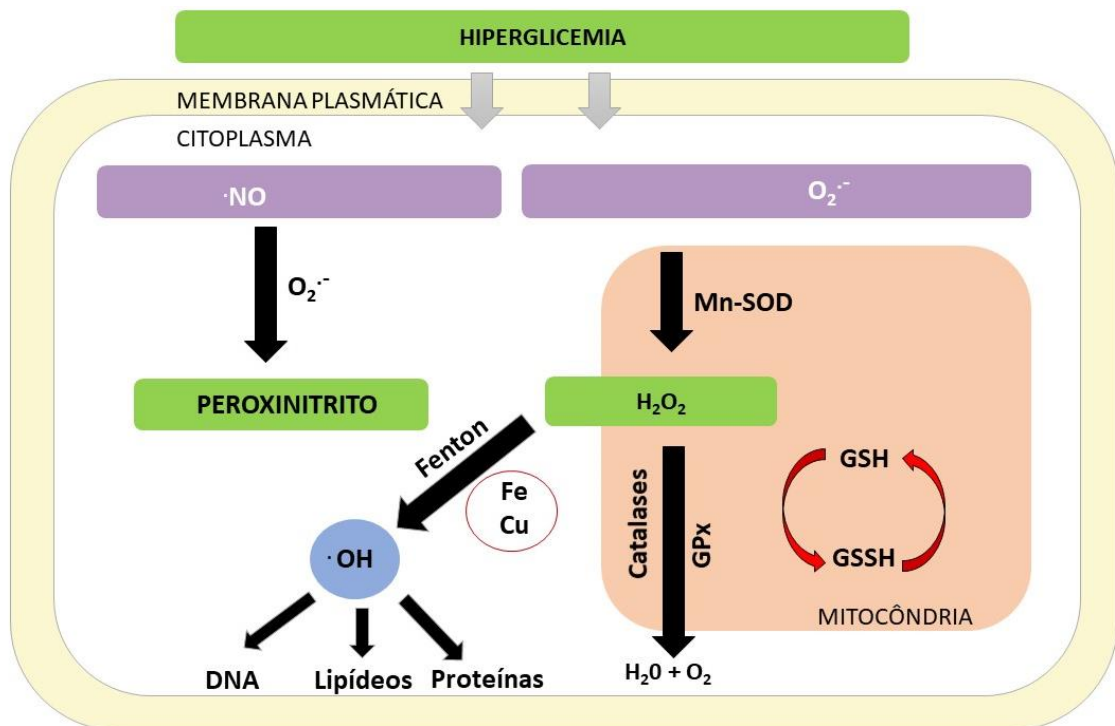 HIPERGLICEMIA
MEMBRANA PLASMÁTICA
CITOPLASMA
·NO
O₂·⁻
O₂·⁻
Mn-SOD
PEROXINITRITO
H₂O₂
Fenton
Fe
Cu
Catalases
GPx
GSH
GSSH
·OH
MITOCÔNDRIA
DNA
Lipídeos
Proteínas
H₂0 + O₂